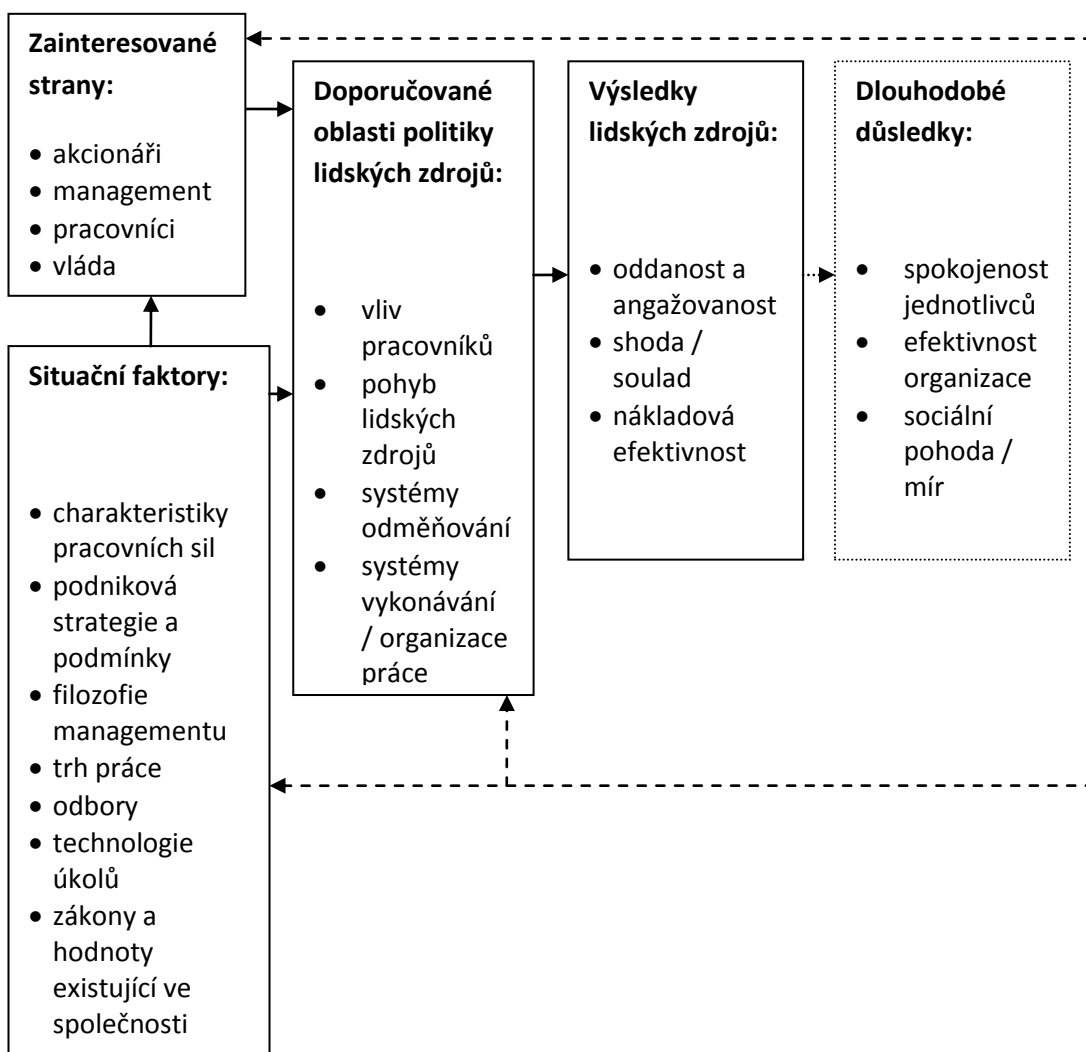 Zainteresované
strany:
• akcionáři
• management
• pracovníci
• vláda
Doporučované
oblasti politiky
lidských zdrojů:
• vliv
pracovníků
• pohyb
lidských
zdrojů
• systémy
odměňování
• systémy
vykonávání
/ organizace
práce
Výsledky
lidských zdrojů:
• oddanost a
angažovanost
• shoda /
soulad
• nákladová
efektivnost
Dlouhodobé
důsledky:
• spokojenost
jednotlivců
• efektivnost
organizace
• sociální
pohoda /
mír
Situační faktory:
• charakteristiky
pracovních sil
• podniková
strategie a
podmínky
• filozofie
managementu
• trh práce
• odbory
• technologie
úkolů
• zákony a
hodnoty
existující ve
společnosti